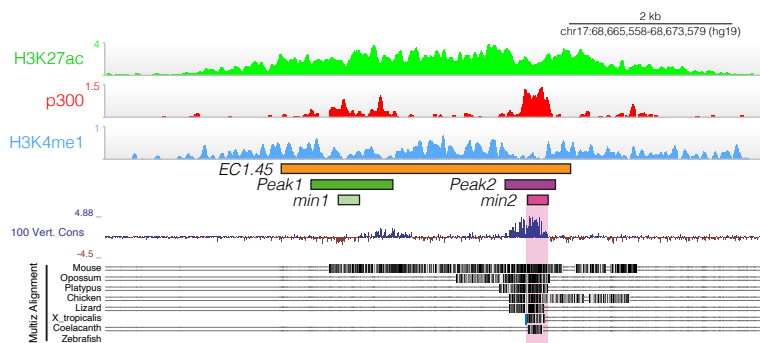 2 kb
chr17:68,665,558-68,673,579 (hg19)
H3K27ac
4
p300
1.5
H3K4me1
1
EC1.45
Peak1
Peak2
min1
min2
4.88 _
100 Vert. Cons
-4.5 _
Multiz Alignment
Mouse
Opossum
Platypus
Chicken
Lizard
X_tropicalis
Coelacanth
Zebrafish